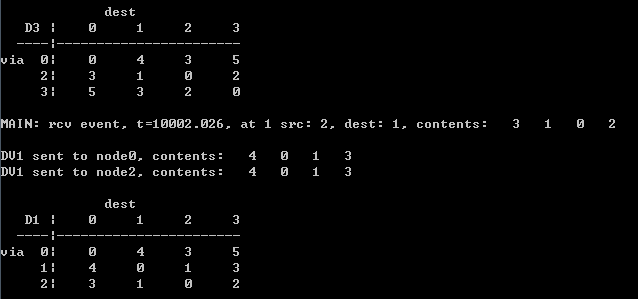 dest
   D3 |    0     1     2     3
  ----|-----------------------
via  0|    0     4     3     5
     2|    3     1     0     2
     3|    5     3     2     0
MAIN: rcv event, t=10002.026, at 1 src: 2, dest: 1, contents:   3   1   0   2
DV1 sent to node0, contents:   4   0   1   3
DV1 sent to node2, contents:   4   0   1   3
             dest
   D1 |    0     1     2     3
  ----|-----------------------
via  0|    0     4     3     5
     1|    4     0     1     3
     2|    3     1     0     2